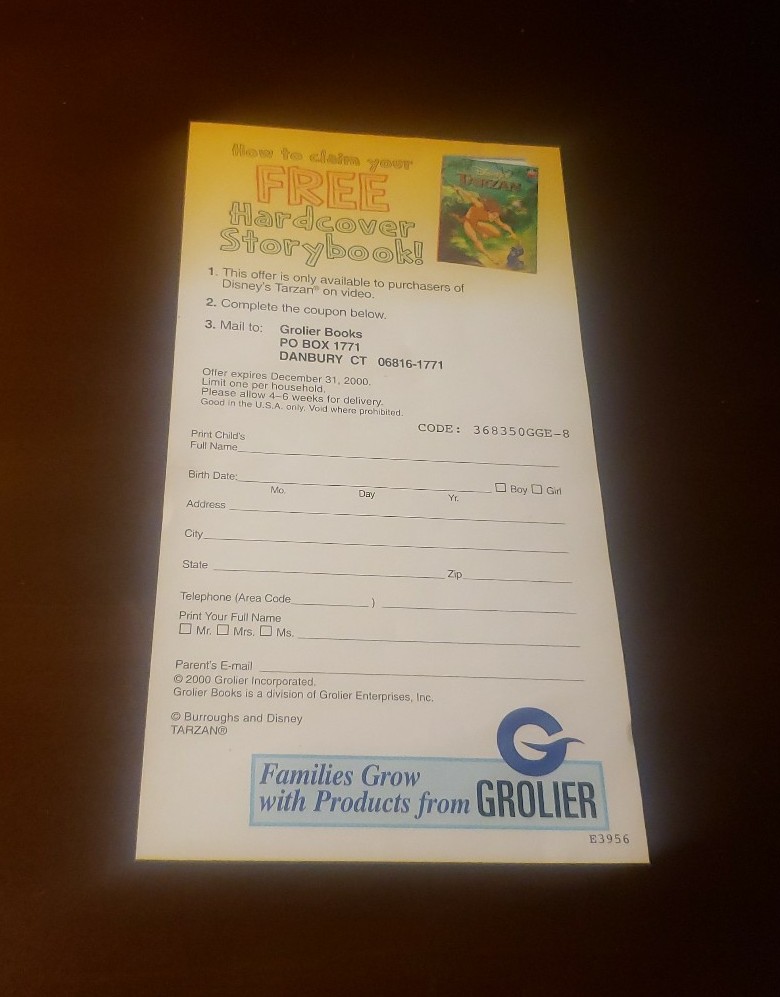 How to claim your
FREE
Hardcover
Storybook!
Disney's
TARZAN
1. This offer is only available to purchasers of
Disney's Tarzan® on video.
2. Complete the coupon below.
3. Mail to: Grolier Books
PO BOX 1771
DANBURY CT 06816-1771
Offer expires December 31, 2000.
Limit one per household.
Please allow 4-6 weeks for delivery.
Good in the U.S.A. only. Void where prohibited.
CODE: 368350GGE-8
Print Child's
Full Name
Birth Date: ☐ Boy ☐ Girl
Mo. Day Yr.
Address
City
State Zip
Telephone (Area Code )
Print Your Full Name
☐ Mr. ☐ Mrs. ☐ Ms.
Parent's E-mail
© 2000 Grolier Incorporated.
Grolier Books is a division of Grolier Enterprises, Inc.
© Burroughs and Disney
TARZAN®
Families Grow
with Products from GROLIER
E3956